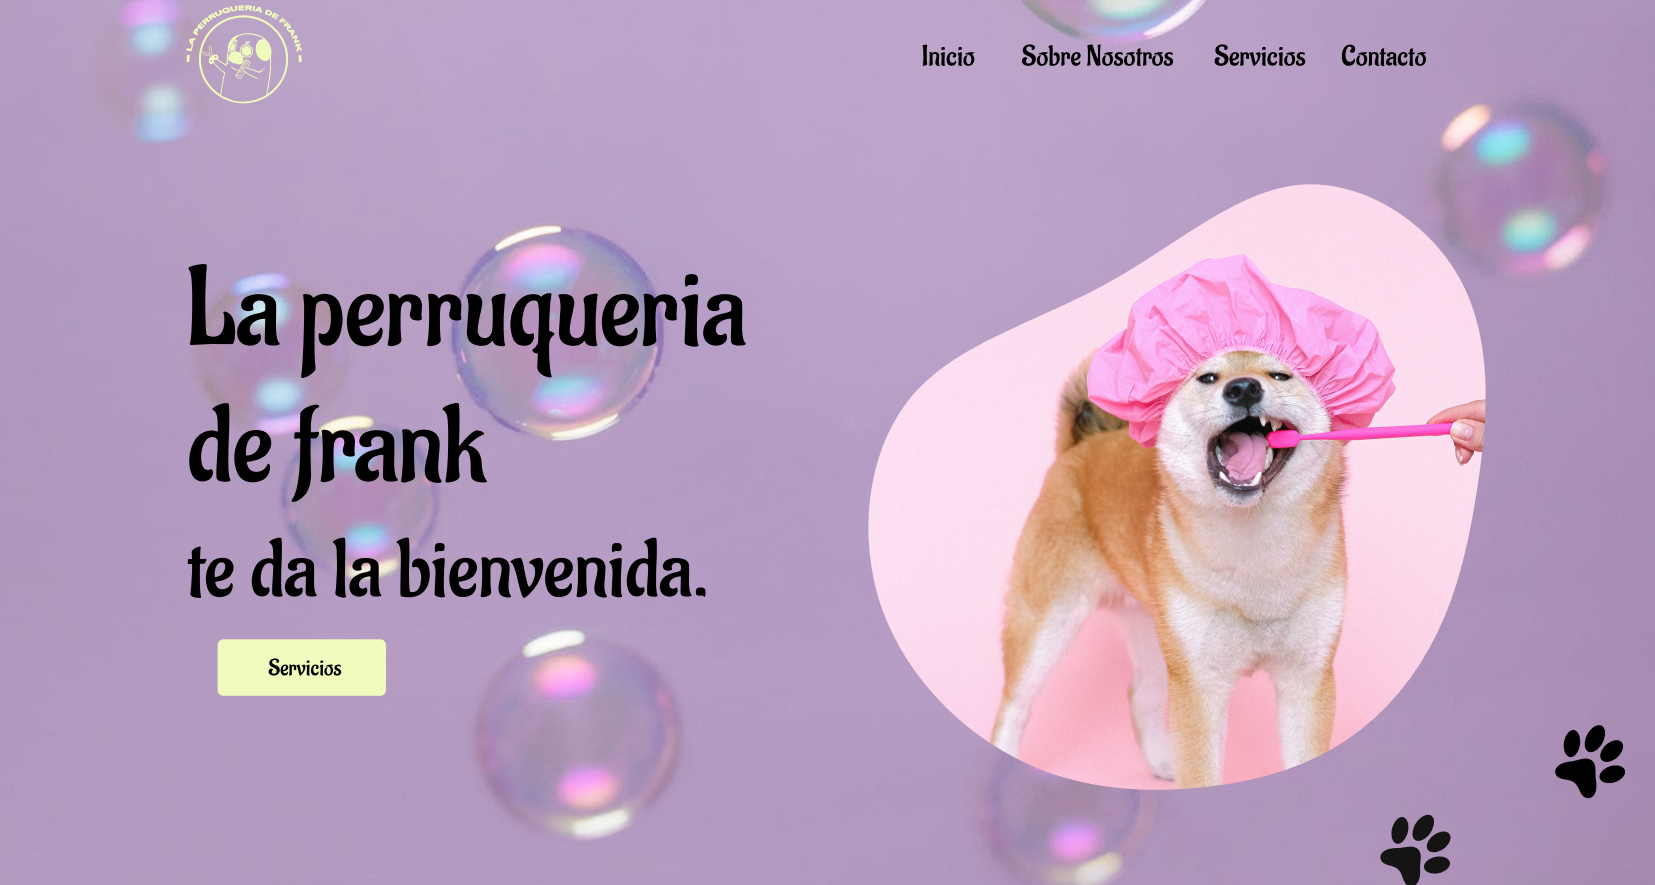 LA PERRUQUERIA DE FRANK
Inicio Sobre Nosotros Servicios Contacto
La perruqueria
de frank
te da la bienvenida.
Servicios